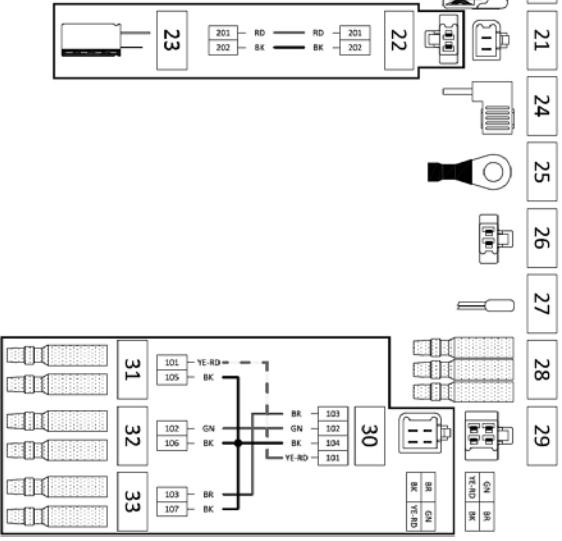 21
23
201 RD RD 201
202 BK BK 202
22
24
25
26
27
28
31
101 YE-RD
105 BK
32
102 GN
106 BK
33
103 BR
107 BK
BR 103
GN 102
BK 104
YE-RD 101
30
29
BR GN
BK YE-RD
GN BR
YE-RD BK